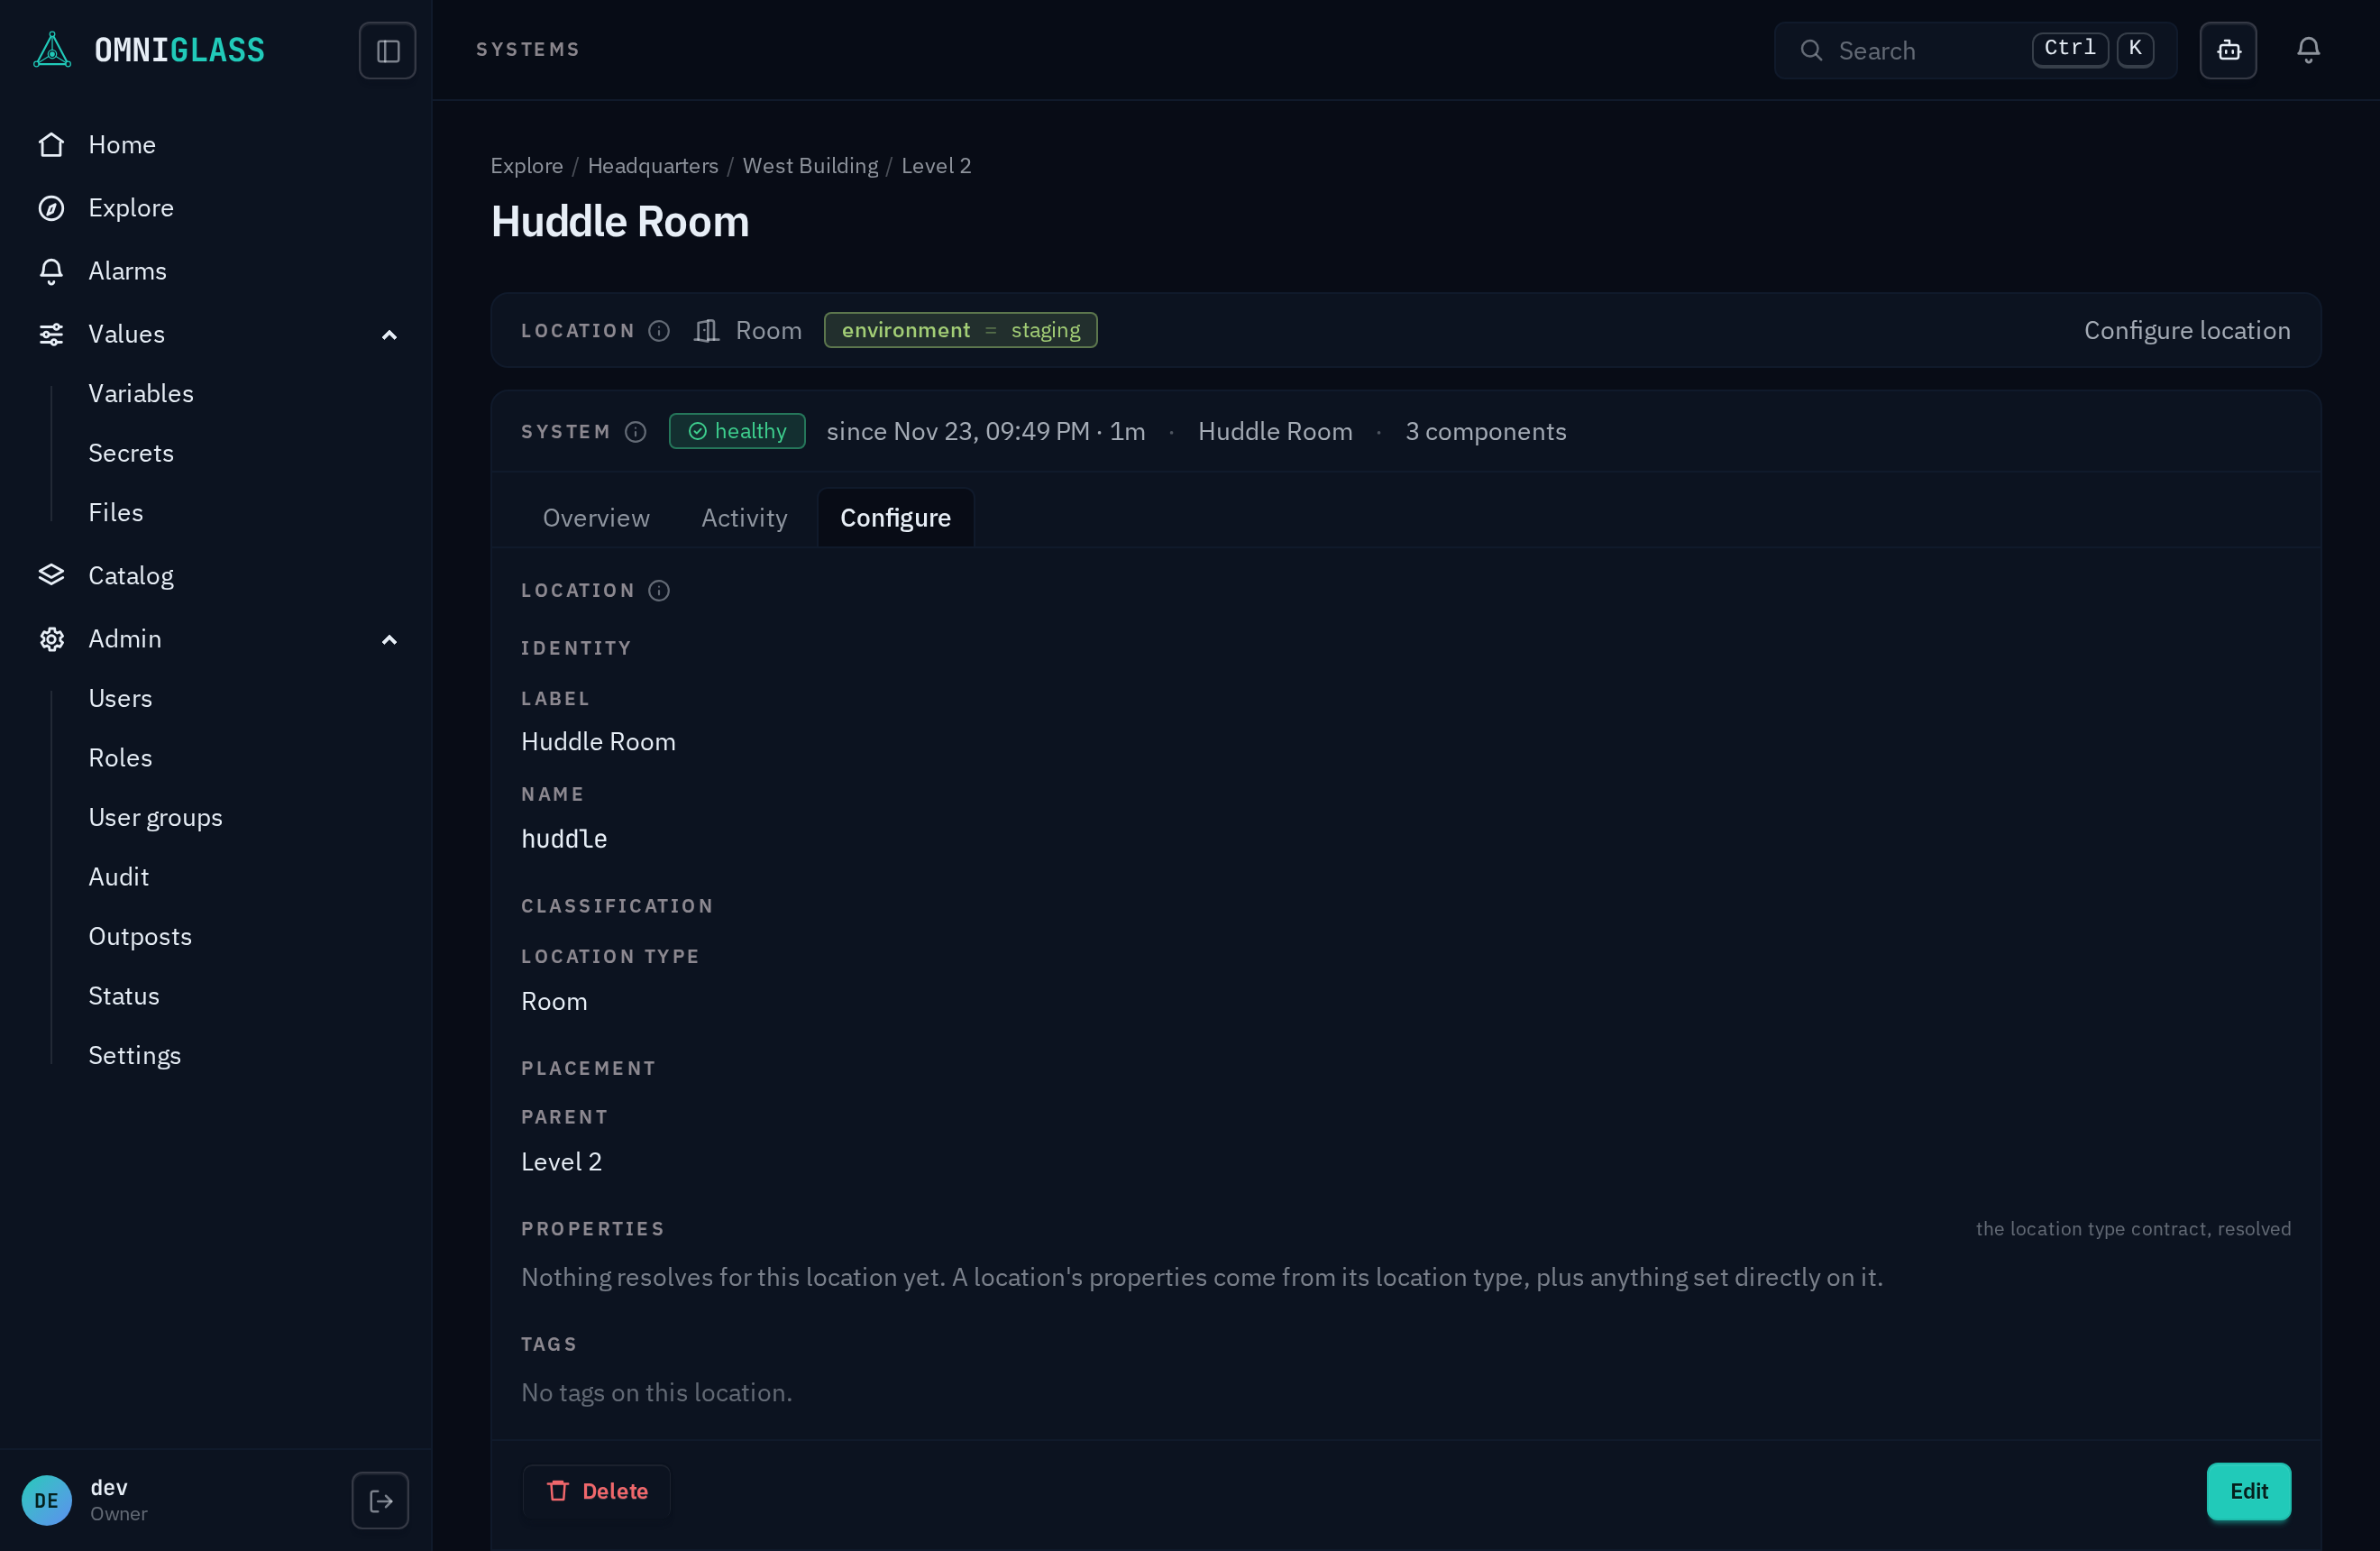 OMNIGLASS
SYSTEMS
Search Ctrl K
Home
Explore
Alarms
Values
Variables
Secrets
Files
Catalog
Admin
Users
Roles
User groups
Audit
Outposts
Status
Settings
DE dev
Owner
Explore / Headquarters / West Building / Level 2
Huddle Room
LOCATION Room environment = staging Configure location
SYSTEM healthy since Nov 23, 09:49 PM · 1m · Huddle Room · 3 components
Overview Activity Configure
LOCATION
IDENTITY
LABEL
Huddle Room
NAME
huddle
CLASSIFICATION
LOCATION TYPE
Room
PLACEMENT
PARENT
Level 2
PROPERTIES the location type contract, resolved
Nothing resolves for this location yet. A location's properties come from its location type, plus anything set directly on it.
TAGS
No tags on this location.
Delete Edit